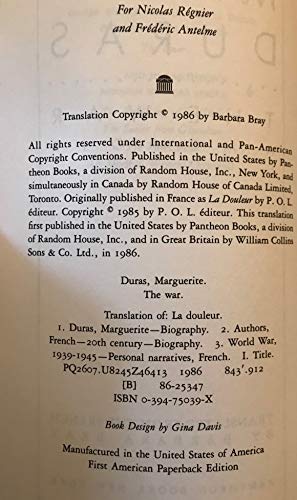 For Nicolas Régnier
and Frédéric Antelme
Translation Copyright © 1986 by Barbara Bray
All rights reserved under International and Pan-American
Copyright Conventions. Published in the United States by Pan-
theon Books, a division of Random House, Inc., New York, and
simultaneously in Canada by Random House of Canada Limited,
Toronto. Originally published in France as La Douleur by P. O. L.
éditeur. Copyright © 1985 by P. O. L. éditeur. This translation
first published in the United States by Pantheon Books, a division
of Random House, Inc., and in Great Britain by William Collins
Sons & Co. Ltd., in 1986.
Duras, Marguerite.
The war.
Translation of: La douleur.
1. Duras, Marguerite—Biography. 2. Authors,
French—20th century—Biography. 3. World War,
1939-1945—Personal narratives, French. I. Title.
PQ2607.U8245Z46413 1986 843'.912
[B] 86-25347
ISBN 0-394-75039-X
Book Design by Gina Davis
Manufactured in the United States of America
First American Paperback Edition